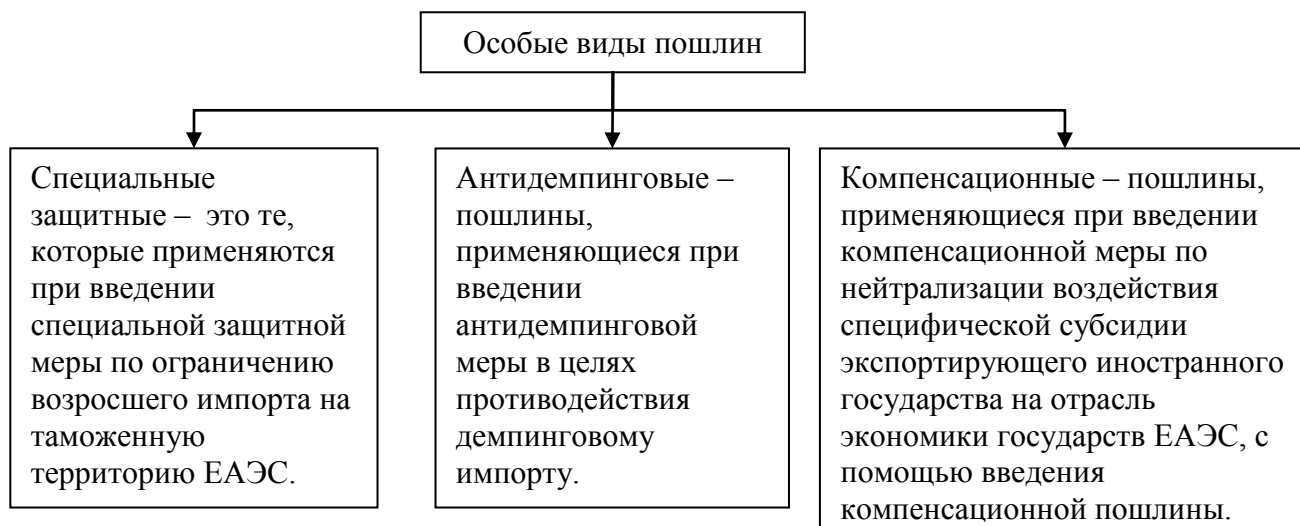 Особые виды пошлин
Специальные
защитные – это те,
которые применяются
при введении
специальной защитной
меры по ограничению
возросшего импорта на
таможенную
территорию ЕАЭС.
Антидемпинговые –
пошлины,
применяющиеся при
введении
антидемпинговой
меры в целях
противодействия
демпинговому
импорту.
Компенсационные – пошлины,
применяющиеся при введении
компенсационной меры по
нейтрализации воздействия
специфической субсидии
экспортирующего иностранного
государства на отрасль
экономики государств ЕАЭС, с
помощью введения
компенсационной пошлины.